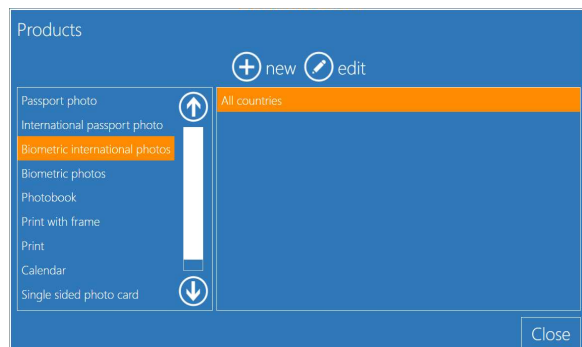 Products
new edit
Passport photo
International passport photo
Biometric international photos
Biometric photos
Photobook
Print with frame
Print
Calendar
Single sided photo card
All countries
Close